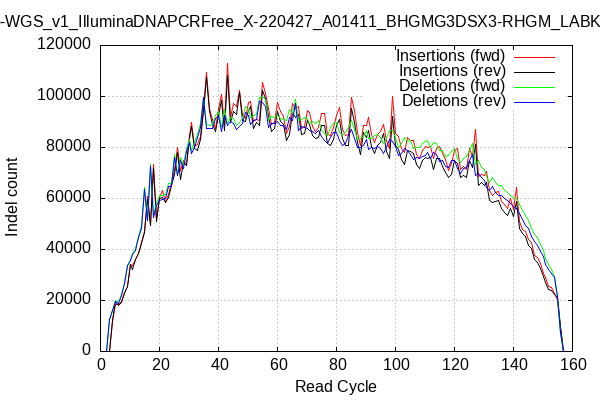 -WGS_v1_IlluminaDNAPCRFree_X-220427_A01411_BHGMG3DSX3-RHGM_LABK
120000
100000
80000
60000
40000
20000
0
Indel count
Insertions (fwd)
Insertions (rev)
Deletions (fwd)
Deletions (rev)
0 20 40 60 80 100 120 140 160
Read Cycle